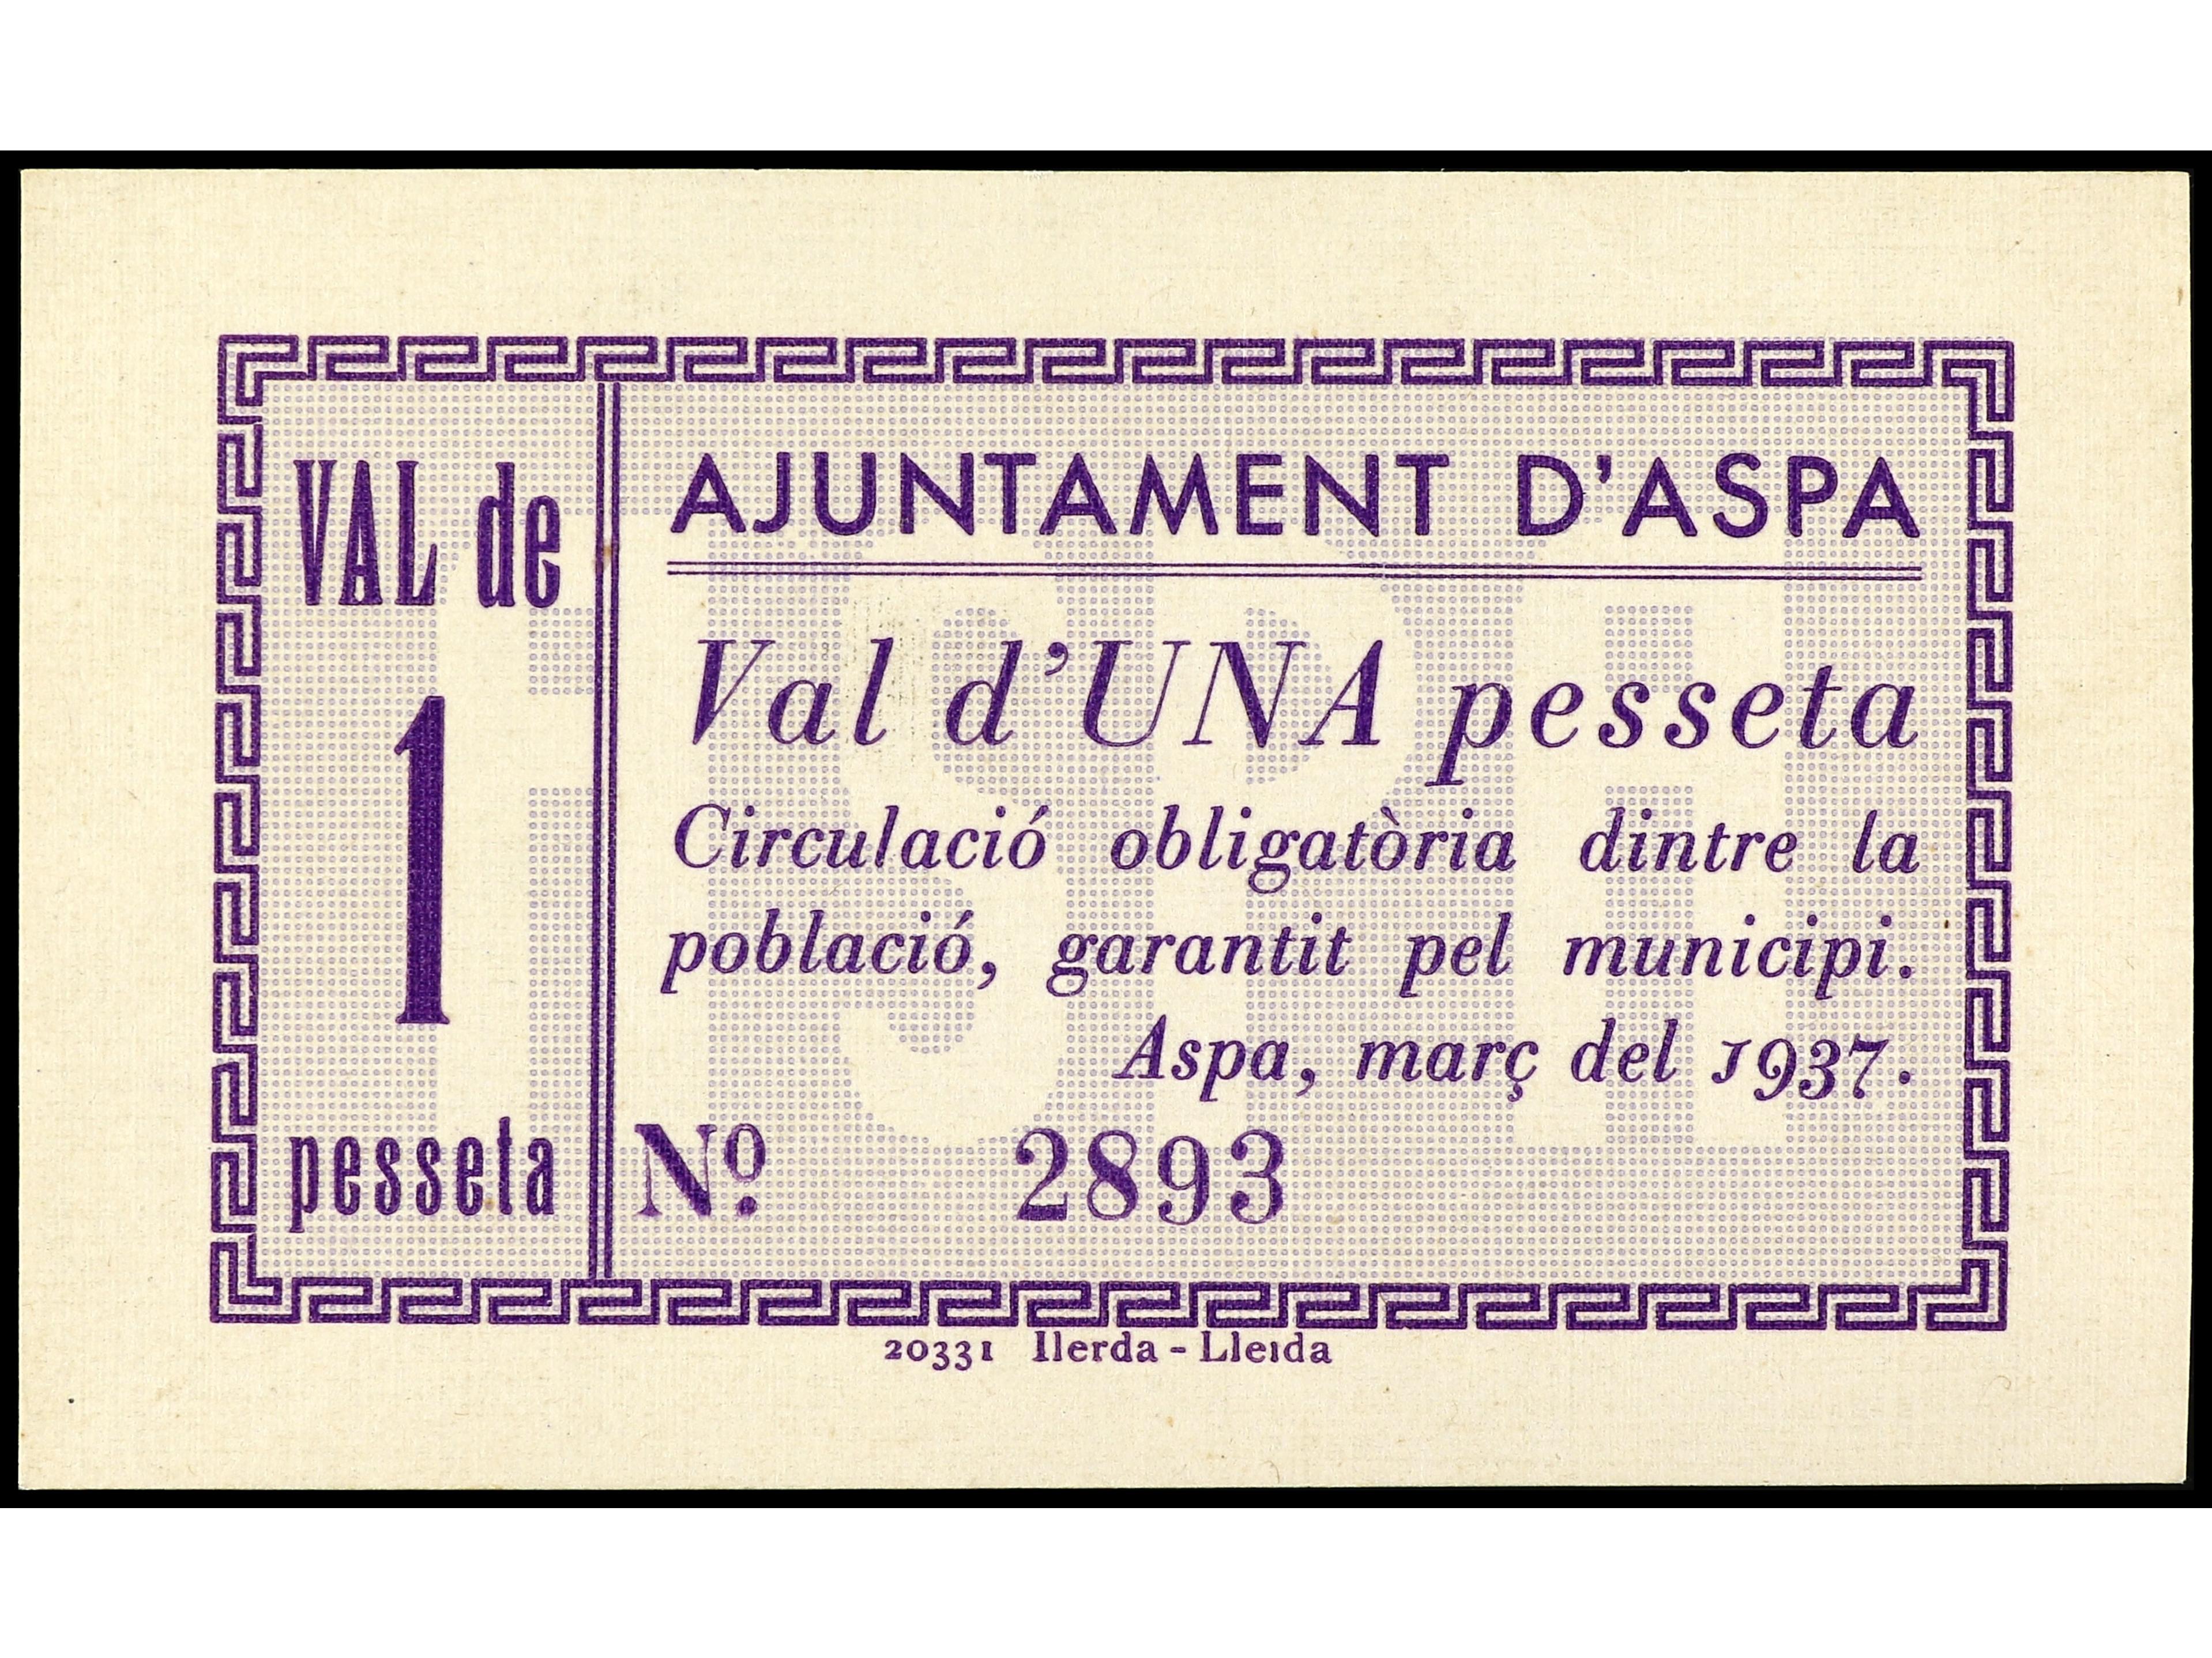 VAL de
1
pesseta
AJUNTAMENT D'ASPA
Val d'UNA pesseta
Circulació obligatòria dintre la
població, garantit pel municipi.
Aspa, març del 1937.
Nº. 2893
20331 Ilerda - Lleida